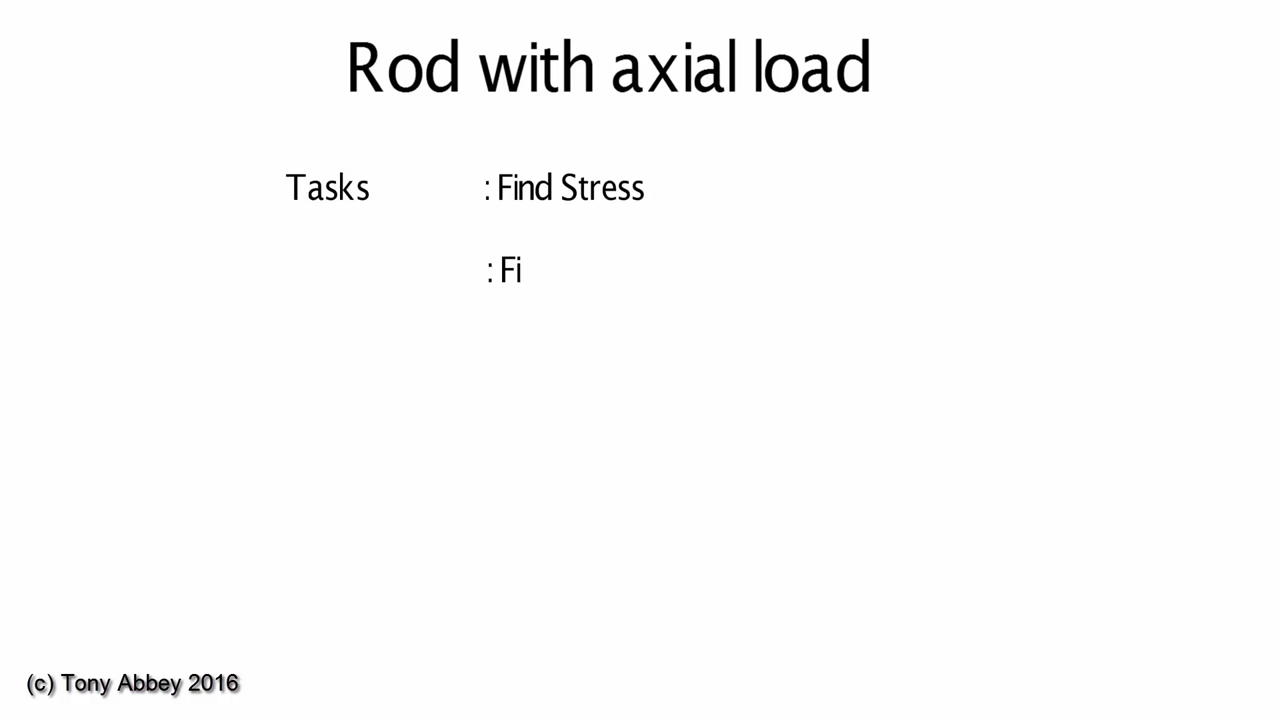 Rod with axial load
Tasks : Find Stress
: Fi
(c) Tony Abbey 2016